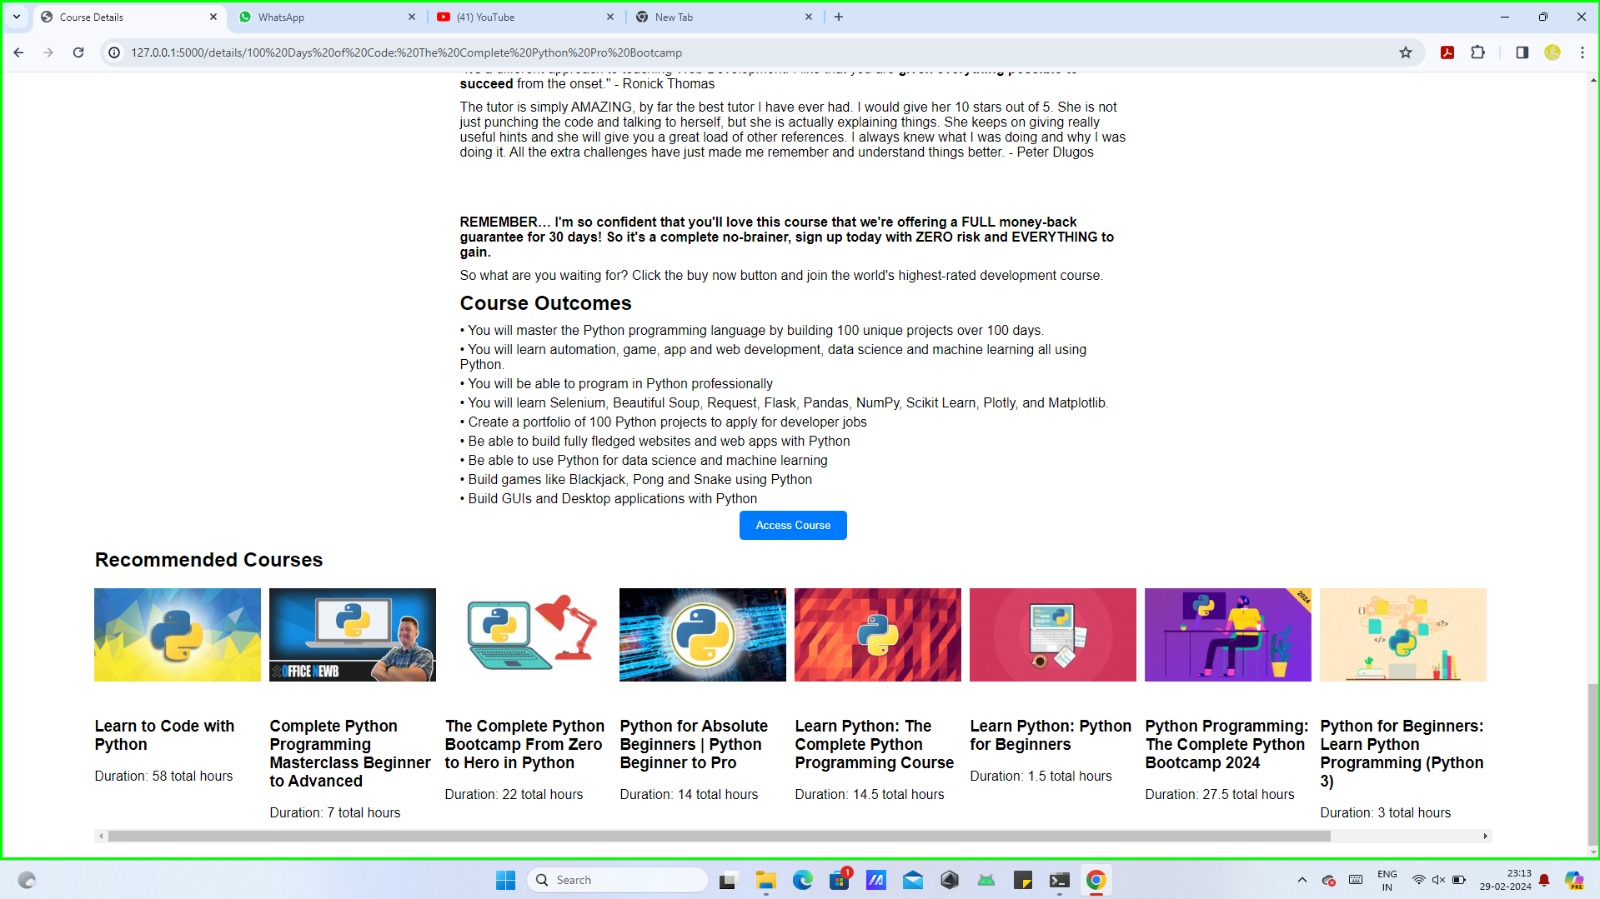 Course Details
WhatsApp
(41) YouTube
New Tab
127.0.0.1:5000/details/100%20Days%20of%20Code:%20The%20Complete%20Python%20Pro%20Bootcamp
succeed from the onset." - Ronick Thomas
The tutor is simply AMAZING, by far the best tutor I have ever had. I would give her 10 stars out of 5. She is not
just punching the code and talking to herself, but she is actually explaining things. She keeps on giving really
useful hints and she will give you a great load of other references. I always knew what I was doing and why I was
doing it. All the extra challenges have just made me remember and understand things better. - Peter Dlugos
REMEMBER… I'm so confident that you'll love this course that we're offering a FULL money-back
guarantee for 30 days! So it's a complete no-brainer, sign up today with ZERO risk and EVERYTHING to
gain.
So what are you waiting for? Click the buy now button and join the world's highest-rated development course.
Course Outcomes
• You will master the Python programming language by building 100 unique projects over 100 days.
• You will learn automation, game, app and web development, data science and machine learning all using
Python.
• You will be able to program in Python professionally
• You will learn Selenium, Beautiful Soup, Request, Flask, Pandas, NumPy, Scikit Learn, Plotly, and Matplotlib.
• Create a portfolio of 100 Python projects to apply for developer jobs
• Be able to build fully fledged websites and web apps with Python
• Be able to use Python for data science and machine learning
• Build games like Blackjack, Pong and Snake using Python
• Build GUIs and Desktop applications with Python
Access Course
Recommended Courses
OFFICE NEWB
2024
Learn to Code with
Python
Duration: 58 total hours
Complete Python
Programming
Masterclass Beginner
to Advanced
Duration: 7 total hours
The Complete Python
Bootcamp From Zero
to Hero in Python
Duration: 22 total hours
Python for Absolute
Beginners | Python
Beginner to Pro
Duration: 14 total hours
Learn Python: The
Complete Python
Programming Course
Duration: 14.5 total hours
Learn Python: Python
for Beginners
Duration: 1.5 total hours
Python Programming:
The Complete Python
Bootcamp 2024
Duration: 27.5 total hours
Python for Beginners:
Learn Python
Programming (Python
3)
Duration: 3 total hours
Search
1
ENG
IN
23:13
29-02-2024
PRE